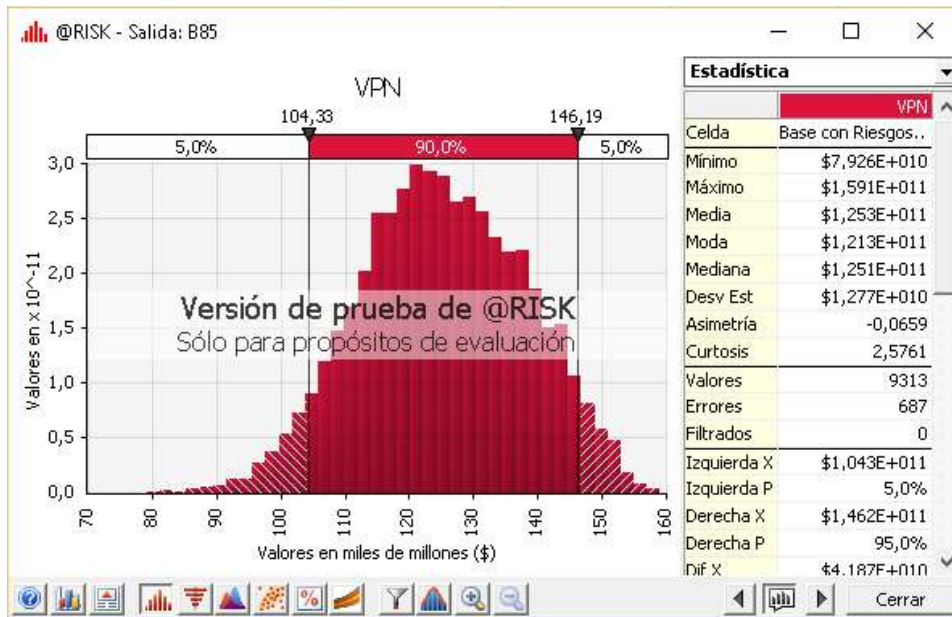 @RISK - Salida: B85
VPN
104,33
146,19
5,0%
90,0%
5,0%
3,0
2,5
2,0
1,5
1,0
0,5
0,0
Valores en x 10^-11
Versión de prueba de @RISK
Sólo para propósitos de evaluación
70
80
90
100
110
120
130
140
150
160
Valores en miles de millones ($)
Estadística
VPN
Celda Base con Riesgos..
Mínimo $7,926E+010
Máximo $1,591E+011
Media $1,253E+011
Moda $1,213E+011
Mediana $1,251E+011
Desv Est $1,277E+010
Asimetría -0,0659
Curtosis 2,5761
Valores 9313
Errores 687
Filtrados 0
Izquierda X $1,043E+011
Izquierda P 5,0%
Derecha X $1,462E+011
Derecha P 95,0%
Dif X $4,187E+010
Cerrar